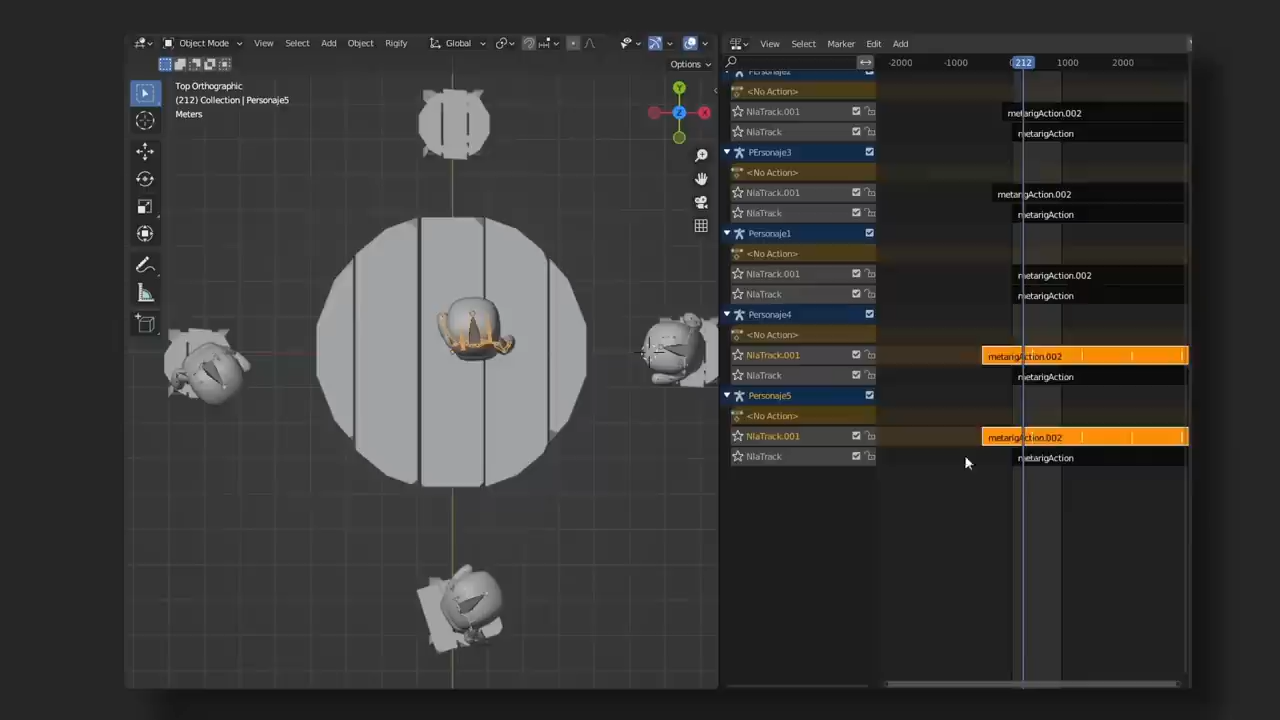 Object Mode View Select Add Object Rigify Global
Options
Top Orthographic
(212) Collection | Personaje5
Meters
Y
Z
X
View Select Marker Edit Add
-2000 -1000 212 1000 2000
Personaje2
<No Action>
NlaTrack.001 metarigAction.002
NlaTrack metarigAction
PErsonaje3
<No Action>
NlaTrack.001 metarigAction.002
NlaTrack metarigAction
Personaje1
<No Action>
NlaTrack.001 metarigAction.002
NlaTrack metarigAction
Personaje4
<No Action>
NlaTrack.001 metarigAction.002
NlaTrack metarigAction
Personaje5
<No Action>
NlaTrack.001 metarigAction.002
NlaTrack metarigAction